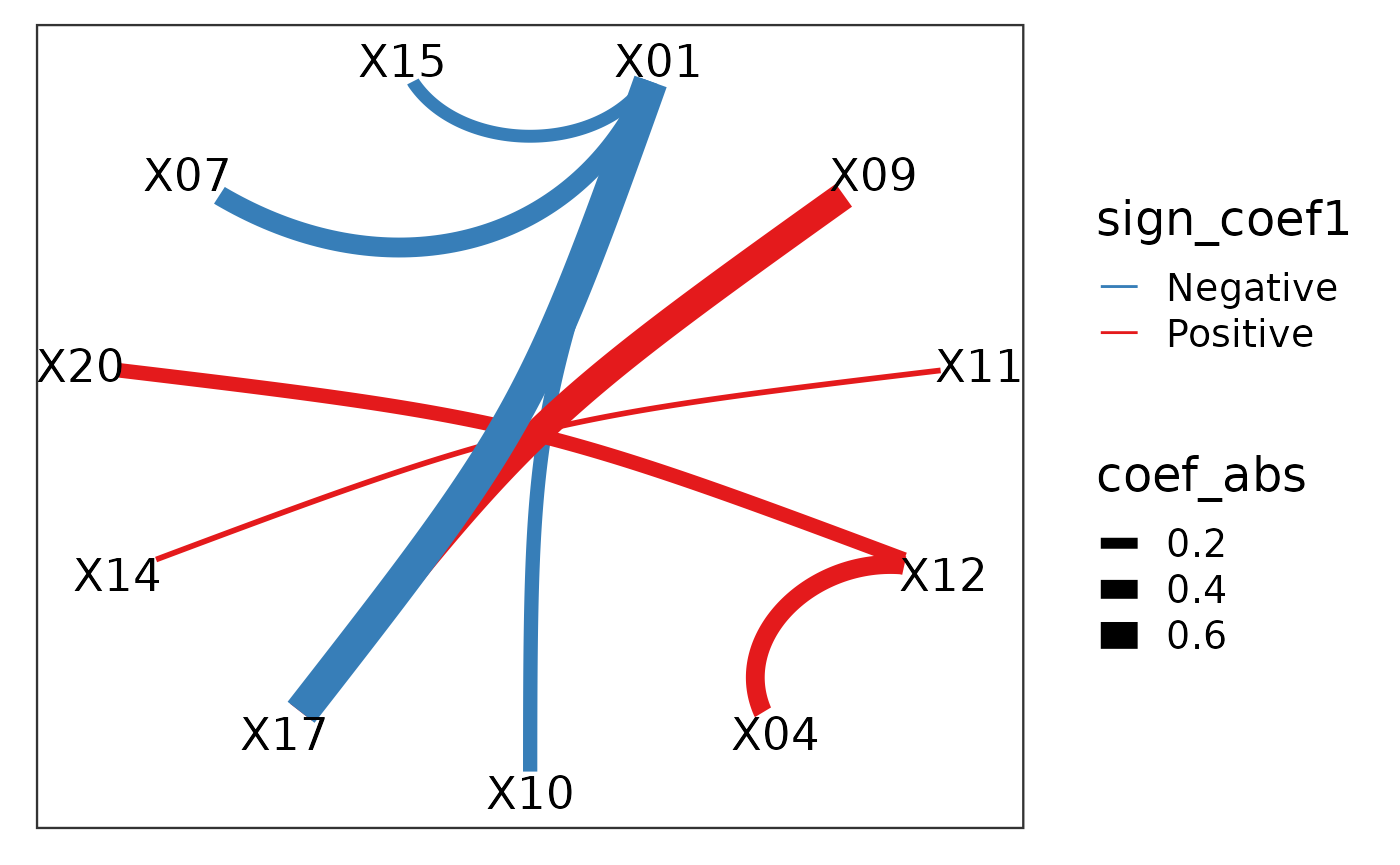 X15
X01
X07
X09
X20
X11
X14
X12
X17
X04
X10
sign_coef1
Negative
Positive
coef_abs
0.2
0.4
0.6